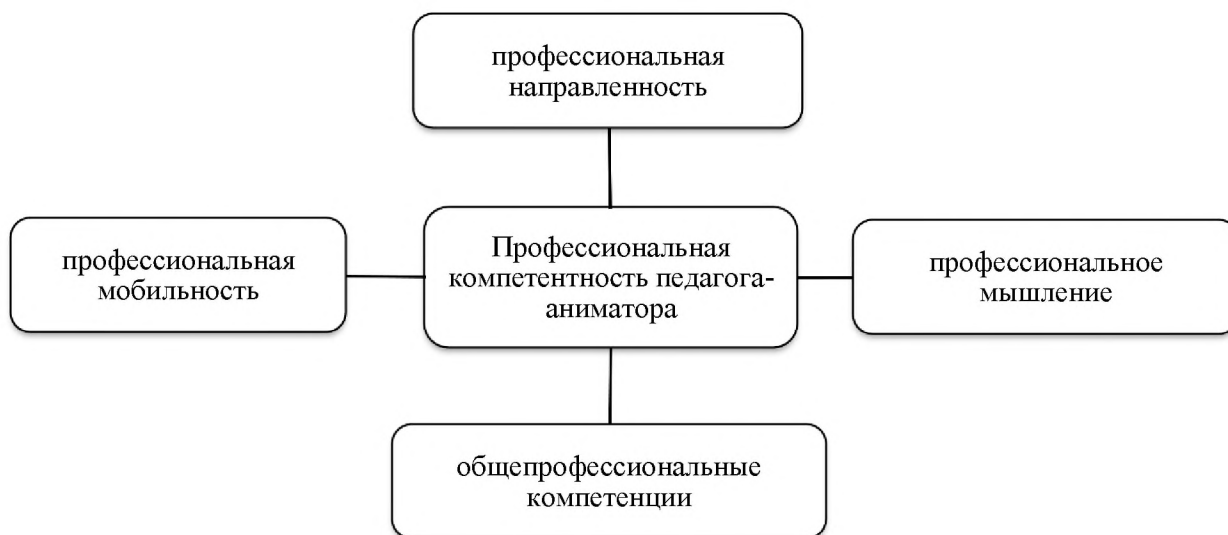 профессиональная
направленность
профессиональная
мобильность
Профессиональная
компетентность педагога-
аниматора
профессиональное
мышление
общепрофессиональные
компетенции